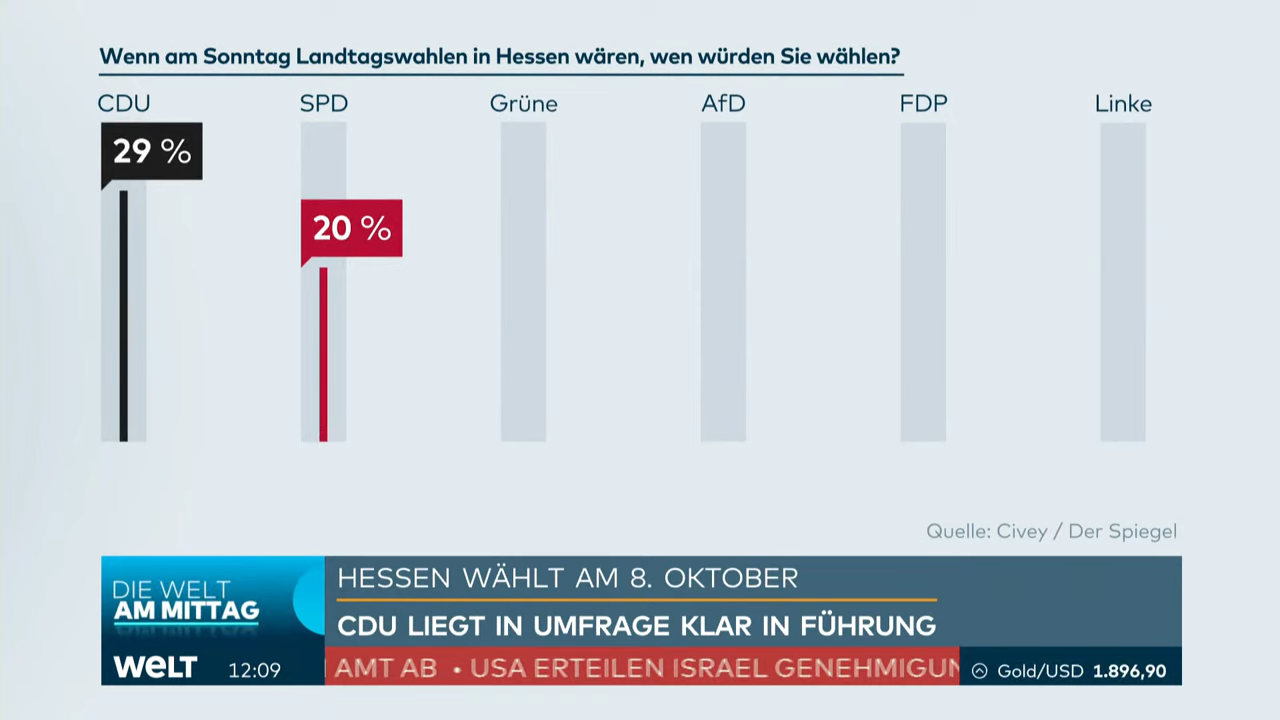 Wenn am Sonntag Landtagswahlen in Hessen wären, wen würden Sie wählen?
CDU SPD Grüne AfD FDP Linke
29 %
20 %
Quelle: Civey / Der Spiegel
DIE WELT
AM MITTAG
HESSEN WÄHLT AM 8. OKTOBER
CDU LIEGT IN UMFRAGE KLAR IN FÜHRUNG
welt 12:09 AMT AB • USA ERTEILEN ISRAEL GENEHMIGUN Gold/USD 1.896,90